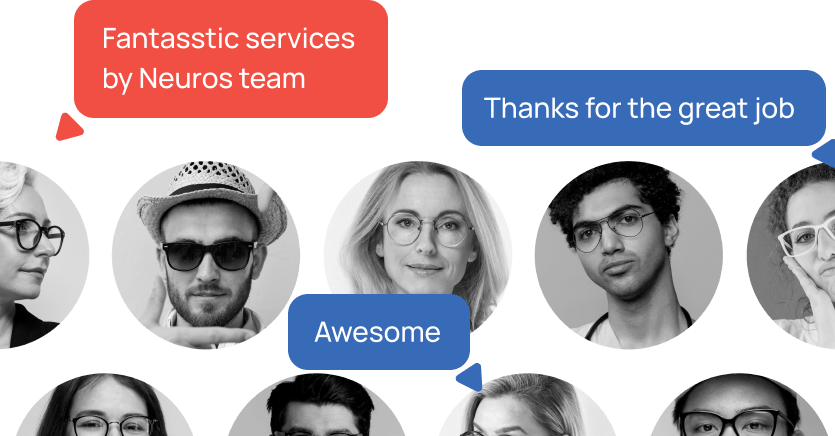 Fantasstic services
by Neuros team
Thanks for the great job
Awesome